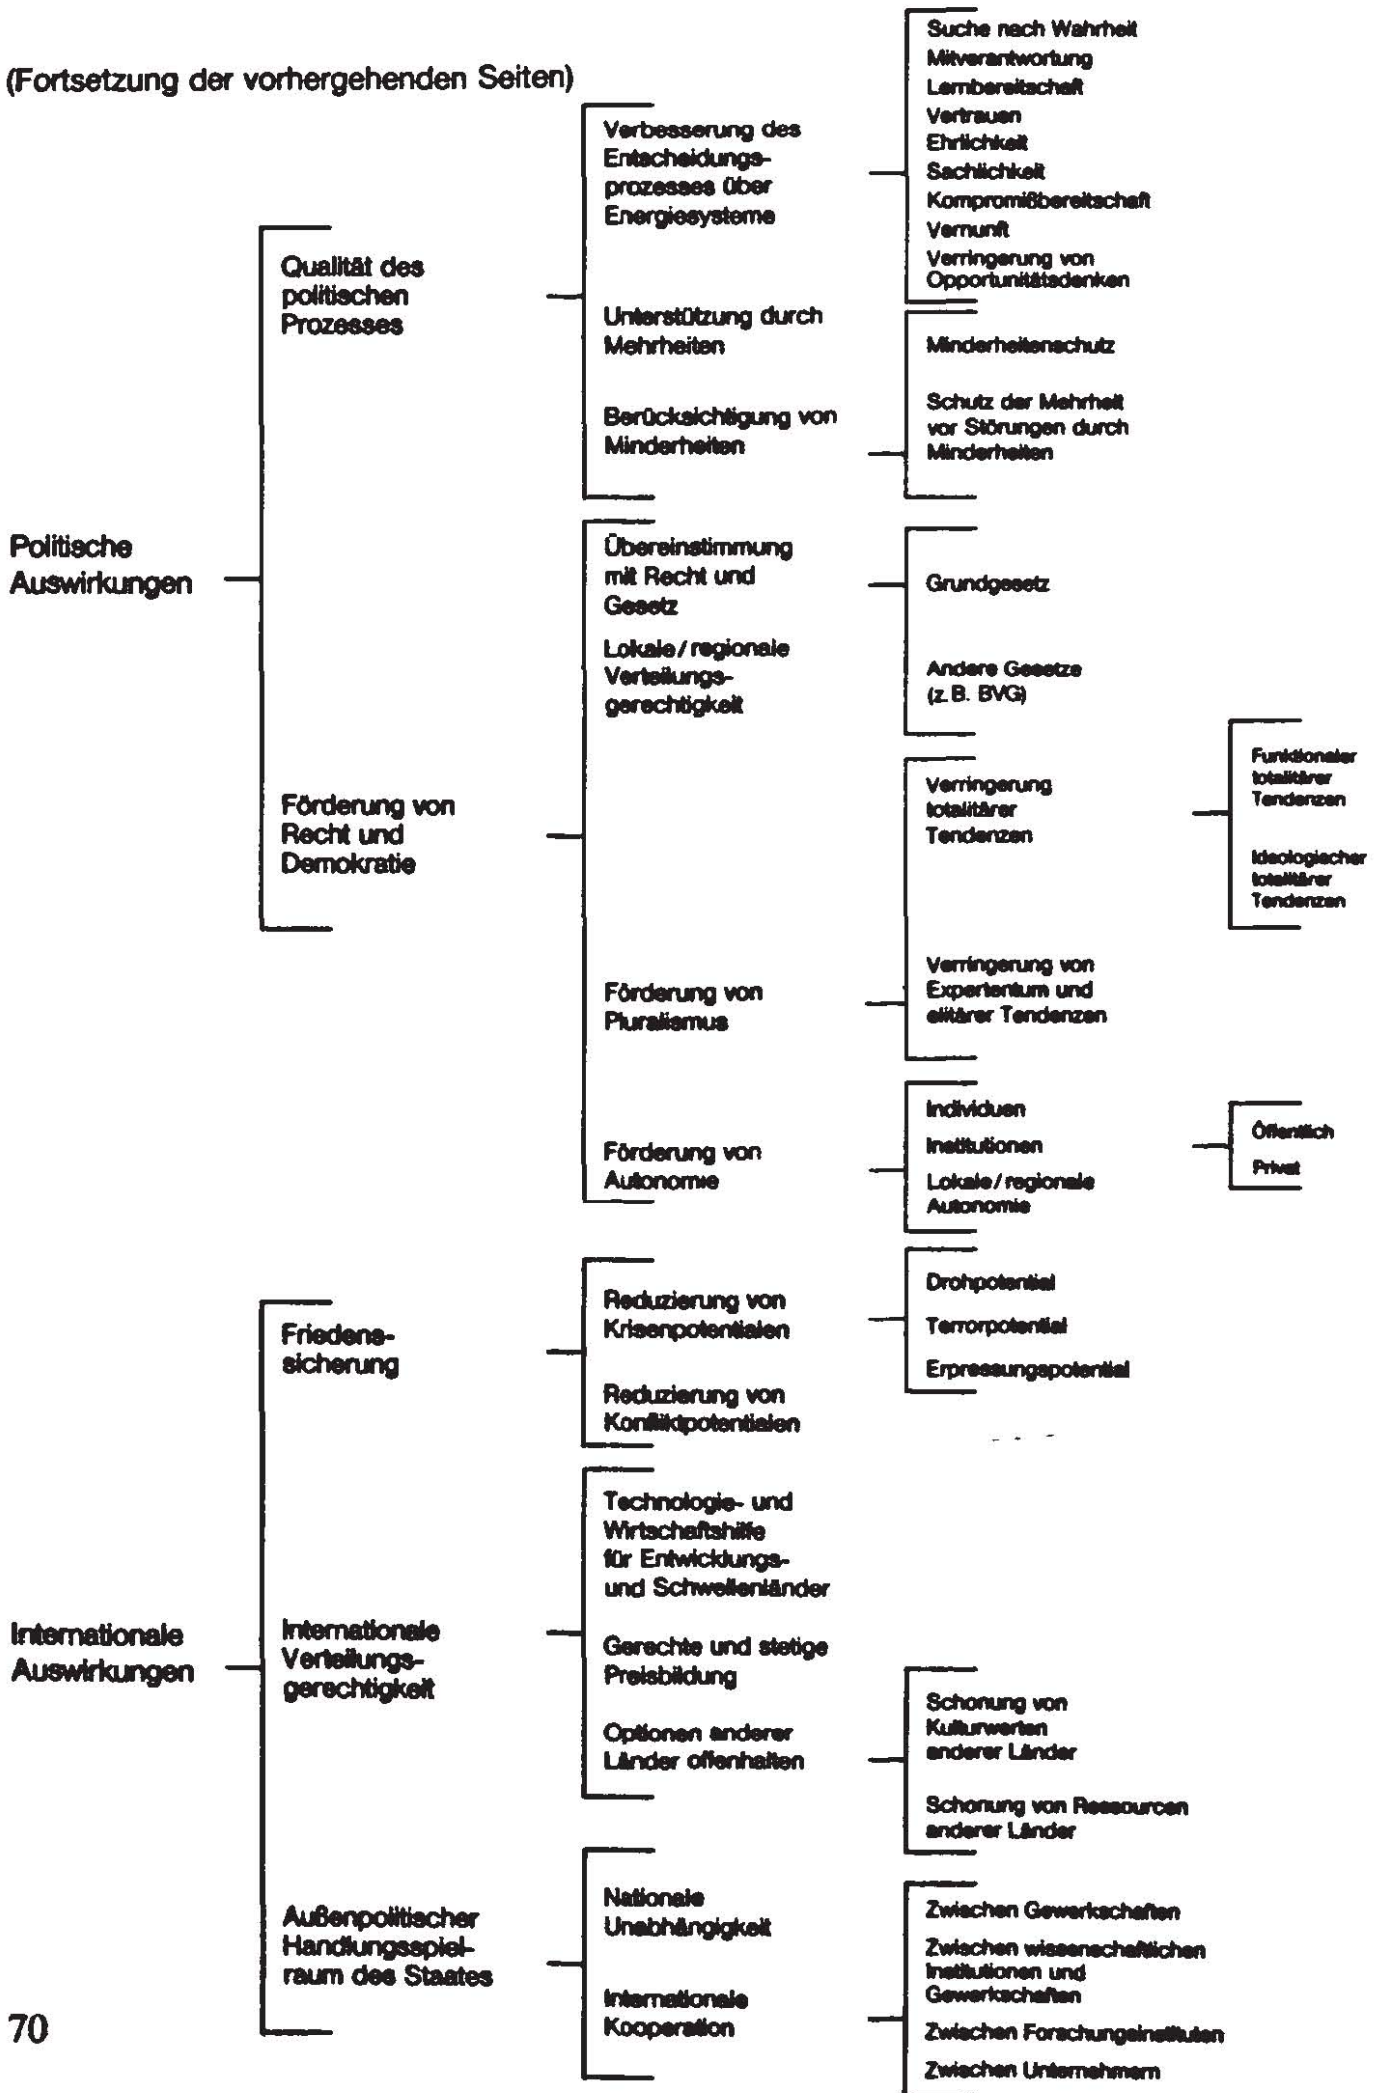 (Fortsetzung der vorhergehenden Seiten)
Politische
Auswirkungen
Qualität des
politischen
Prozesses
Verbesserung des
Entscheidungs-
prozesses über
Energiesysteme
Suche nach Wahrheit
Mitverantwortung
Lernbereitschaft
Vertrauen
Ehrlichkeit
Sachlichkeit
Kompromißbereitschaft
Vernunft
Verringerung von
Opportunitätsdenken
Unterstützung durch
Mehrheiten
Berücksichtigung von
Minderheiten
Minderheitenschutz
Schutz der Mehrheit
vor Störungen durch
Minderheiten
Förderung von
Recht und
Demokratie
Übereinstimmung
mit Recht und
Gesetz
Grundgesetz
Andere Gesetze
(z.B. BVG)
Lokale/regionale
Verteilungs-
gerechtigkeit
Förderung von
Pluralismus
Verringerung
totalitärer
Tendenzen
Funktionaler
totalitärer
Tendenzen
Ideologischer
totalitärer
Tendenzen
Verringerung von
Expertentum und
elitärer Tendenzen
Förderung von
Autonomie
Individuen
Institutionen
Öffentlich
Privat
Lokale/regionale
Autonomie
Internationale
Auswirkungen
Friedens-
sicherung
Reduzierung von
Krisenpotentialen
Drohpotential
Terrorpotential
Erpressungspotential
Reduzierung von
Konfliktpotentialen
Internationale
Verteilungs-
gerechtigkeit
Technologie- und
Wirtschaftshilfe
für Entwicklungs-
und Schwellenländer
Gerechte und stetige
Preisbildung
Optionen anderer
Länder offenhalten
Schonung von
Kulturwerten
anderer Länder
Schonung von Ressourcen
anderer Länder
Außenpolitischer
Handlungsspiel-
raum des Staates
Nationale
Unabhängigkeit
Internationale
Kooperation
Zwischen Gewerkschaften
Zwischen wissenschaftlichen
Institutionen und
Gewerkschaften
Zwischen Forschungsinstituten
Zwischen Unternehmern
70